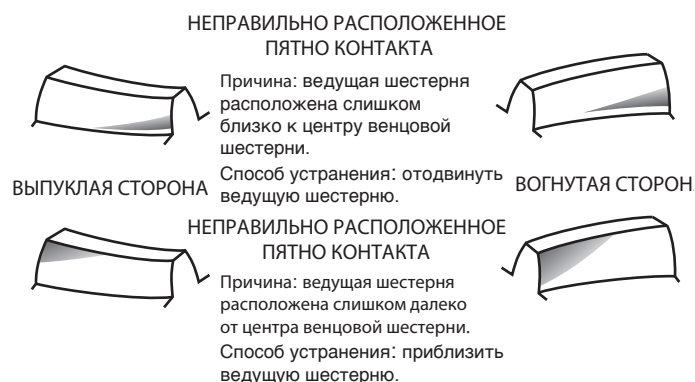 НЕПРАВИЛЬНО РАСПОЛОЖЕННОЕ
ПЯТНО КОНТАКТА
Причина: ведущая шестерня
расположена слишком
близко к центру венцовой
шестерни.
Способ устранения: отодвинуть
ведущую шестерню.
ВЫПУКЛАЯ СТОРОНА
ВОГНУТАЯ СТОРОН
НЕПРАВИЛЬНО РАСПОЛОЖЕННОЕ
ПЯТНО КОНТАКТА
Причина: ведущая шестерня
расположена слишком далеко
от центра венцовой шестерни.
Способ устранения: приблизить
ведущую шестерню.